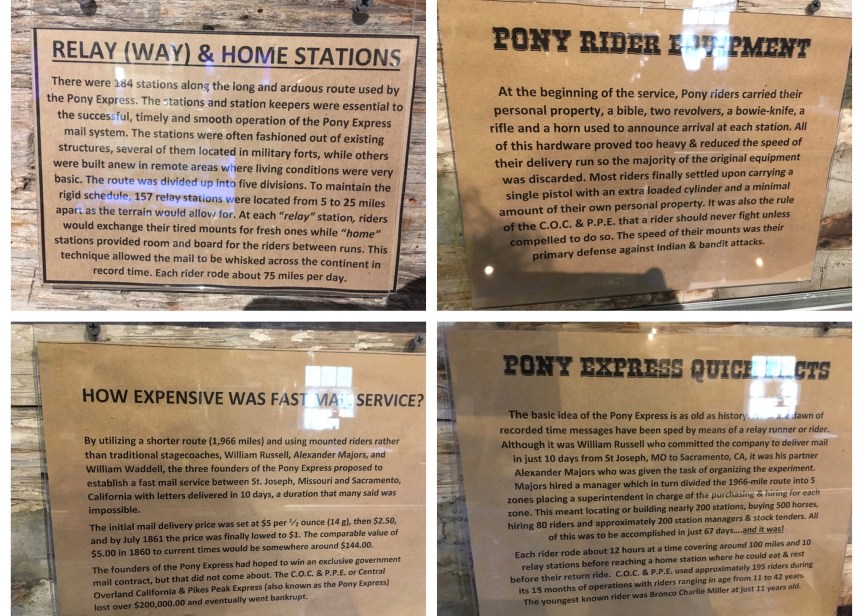 RELAY (WAY) & HOME STATIONS
There were 184 stations along the long and arduous route used by
the Pony Express. The stations and station keepers were essential to
the successful, timely and smooth operation of the Pony Express
mail system. The stations were often fashioned out of existing
structures, several of them located in military forts, while others
were built anew in remote areas where living conditions were very
basic. The route was divided up into five divisions. To maintain the
rigid schedule, 157 relay stations were located from 5 to 25 miles
apart as the terrain would allow for. At each "relay" station, riders
would exchange their tired mounts for fresh ones while "home"
stations provided room and board for the riders between runs. This
technique allowed the mail to be whisked across the continent in
record time. Each rider rode about 75 miles per day.
PONY RIDER EQUIPMENT
At the beginning of the service, Pony riders carried their
personal property, a bible, two revolvers, a bowie-knife, a
rifle and a horn used to announce arrival at each station. All
of this hardware proved too heavy & reduced the speed of
their delivery run so the majority of the original equipment
was discarded. Most riders finally settled upon carrying a
single pistol with an extra loaded cylinder and a minimal
amount of their own personal property. It was also the rule
of the C.O.C. & P.P.E. that a rider should never fight unless
compelled to do so. The speed of their mounts was their
primary defense against Indian & bandit attacks.
HOW EXPENSIVE WAS FAST MAIL SERVICE?
By utilizing a shorter route (1,966 miles) and using mounted riders rather
than traditional stagecoaches, William Russell, Alexander Majors, and
William Waddell, the three founders of the Pony Express proposed to
establish a fast mail service between St. Joseph, Missouri and Sacramento,
California with letters delivered in 10 days, a duration that many said was
impossible.
The initial mail delivery price was set at $5 per ½ ounce (14 g), then $2.50,
and by July 1861 the price was finally lowered to $1. The comparable value of
$5.00 in 1860 to current times would be somewhere around $144.00.
The founders of the Pony Express had hoped to win an exclusive government
mail contract, but that did not come about. The C.O.C. & P.P.E. or Central
Overland California & Pikes Peak Express (also known as the Pony Express)
lost over $200,000.00 and eventually went bankrupt.
PONY EXPRESS QUICK FACTS
The basic idea of the Pony Express is as old as history. dawn of
recorded time messages have been sped by means of a relay runner or rider.
Although it was William Russell who committed the company to deliver mail
in just 10 days from St Joseph, MO to Sacramento, CA, it was his partner
Alexander Majors who was given the task of organizing the experiment.
Majors hired a manager which in turn divided the 1966-mile route into 5
zones placing a superintendent in charge of the purchasing & hiring for each
zone. This meant locating or building nearly 200 stations, buying 500 horses,
hiring 80 riders and approximately 200 station managers & stock tenders. All
of this was to be accomplished in just 67 days....and it was!
Each rider rode about 12 hours at a time covering around 100 miles and 10
relay stations before reaching a home station where he could eat & rest
before their return ride. C.O.C. & P.P.E. used approximately 195 riders during
its 19 months of operations with riders ranging in age from 11 to 42 years.
The youngest known rider was Bronco Charlie Miller at just 11 years old.